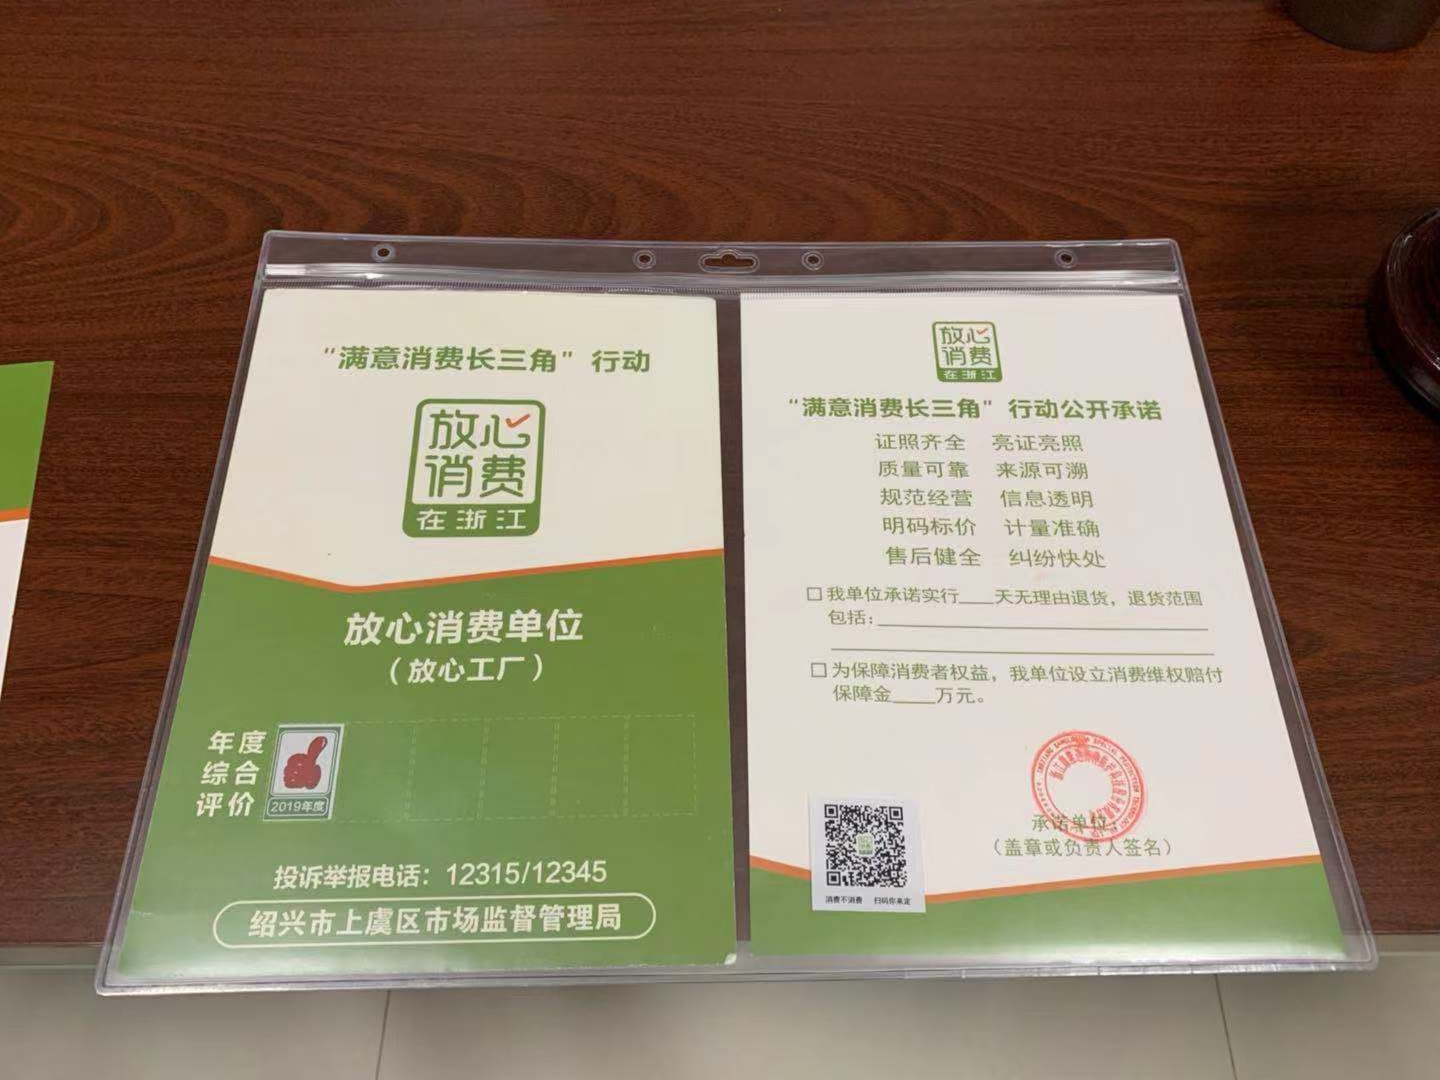 “满意消费长三角”行动
放心
消费
在浙江
放心消费单位
（放心工厂）
年度
综合
评价
2019年度
投诉举报电话：12315/12345
绍兴市上虞区市场监督管理局
放心
消费
在浙江
“满意消费长三角”行动公开承诺
证照齐全 亮证亮照
质量可靠 来源可溯
规范经营 信息透明
明码标价 计量准确
售后健全 纠纷快处
□我单位承诺实行____天无理由退货，退货范围
包括：
□为保障消费者权益，我单位设立消费维权赔付
保障金____万元。
承诺单位：
（盖章或负责人签名）
消费不消费 扫码你来定